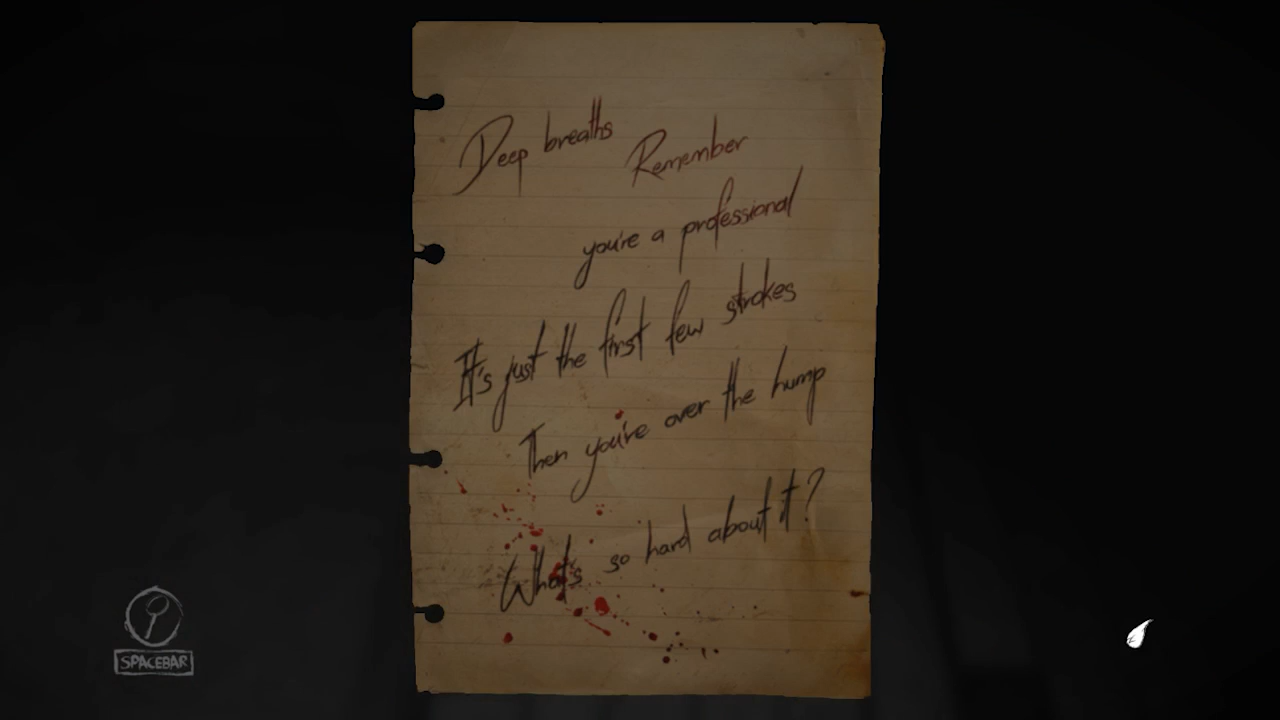 Deep breaths Remember
you're a professional
It's just the first few strokes
Then you're over the hump
What's so hard about it?
SPACEBAR